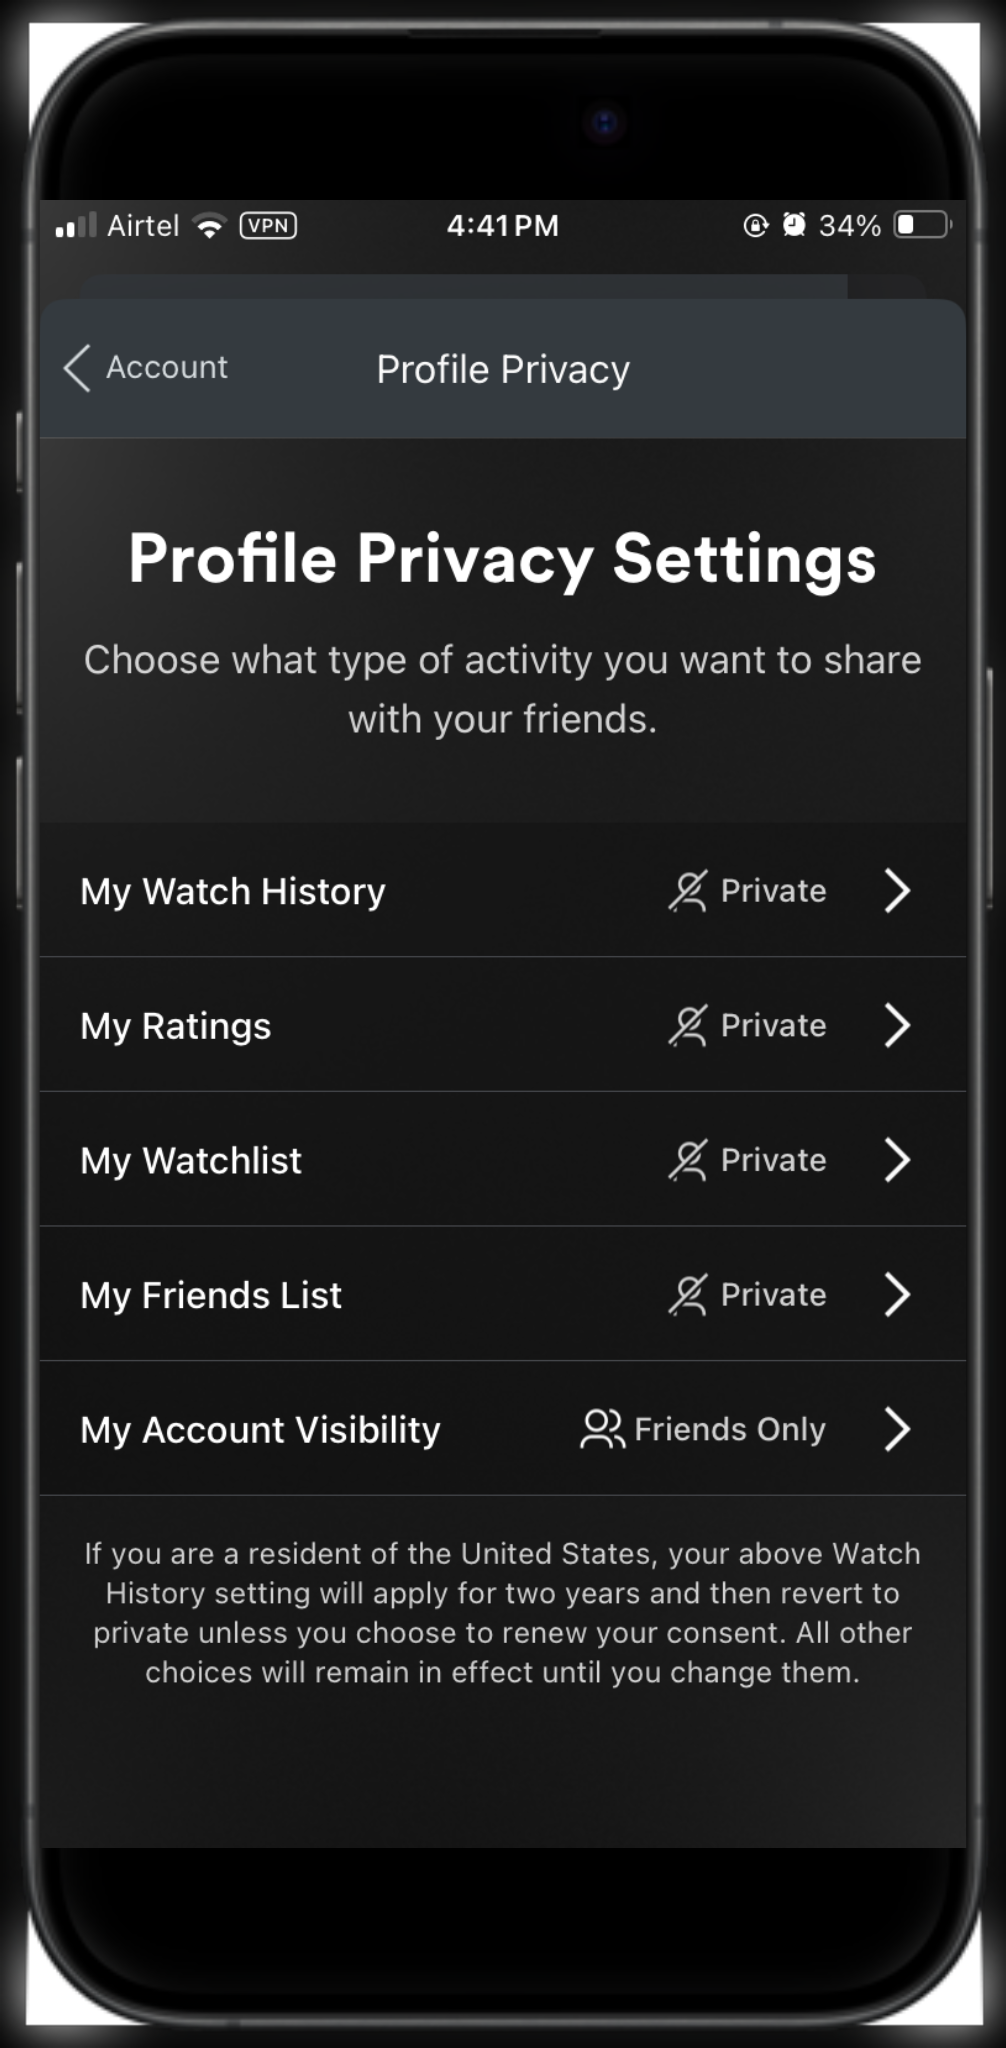 Airtel VPN 4:41 PM 34%
Account Profile Privacy
Profile Privacy Settings
Choose what type of activity you want to share
with your friends.
My Watch History Private
My Ratings Private
My Watchlist Private
My Friends List Private
My Account Visibility Friends Only
If you are a resident of the United States, your above Watch
History setting will apply for two years and then revert to
private unless you choose to renew your consent. All other
choices will remain in effect until you change them.